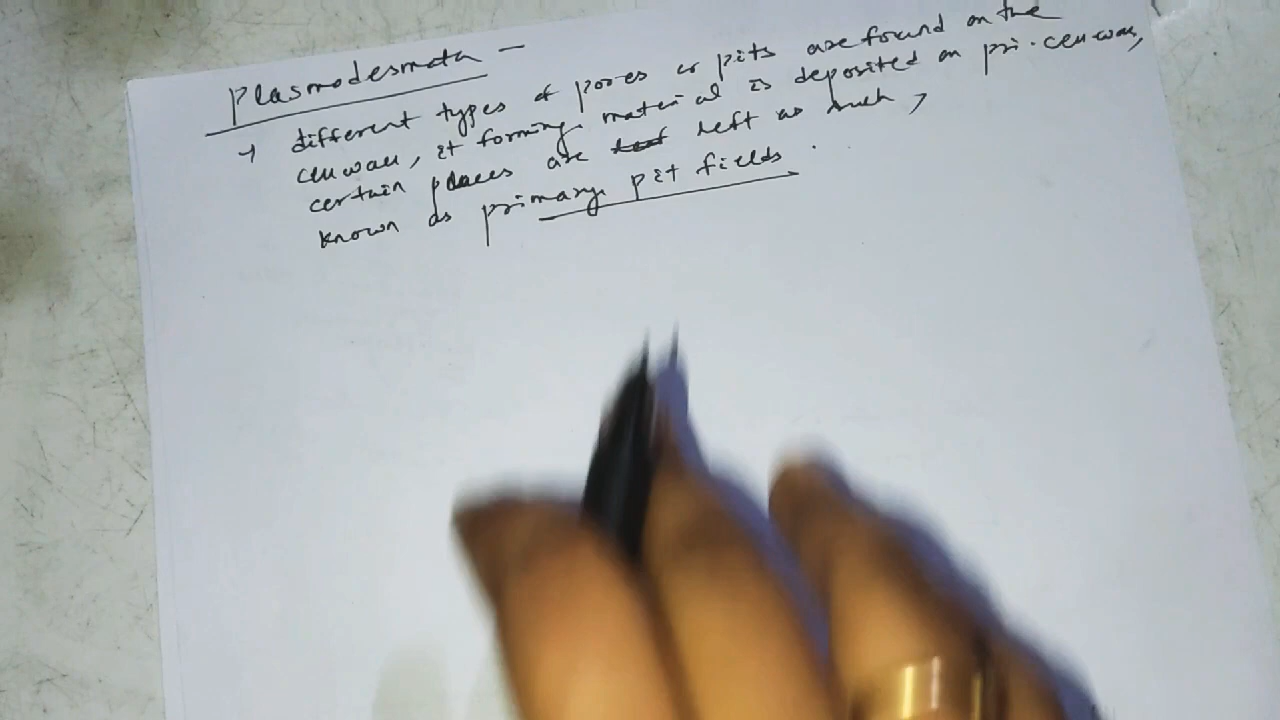 Plasmodesmata -
→ different types of pores or pits are found on the
cell wall, it forming material is deposited on pri. cell wall,
certain places are left as such,
known as primary pit fields.